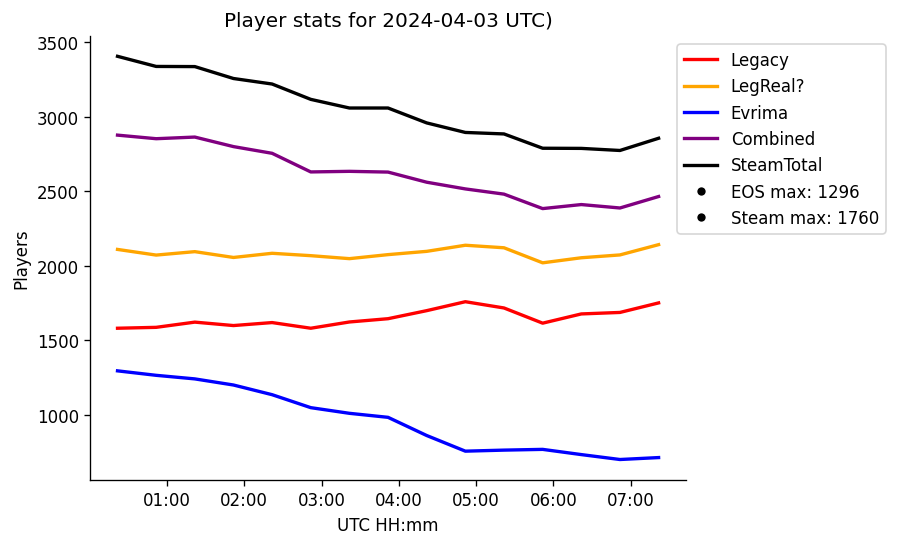 Player stats for 2024-04-03 UTC)
Players
3500
3000
2500
2000
1500
1000
01:00
02:00
03:00
04:00
05:00
06:00
07:00
UTC HH:mm
Legacy
LegReal?
Evrima
Combined
SteamTotal
EOS max: 1296
Steam max: 1760